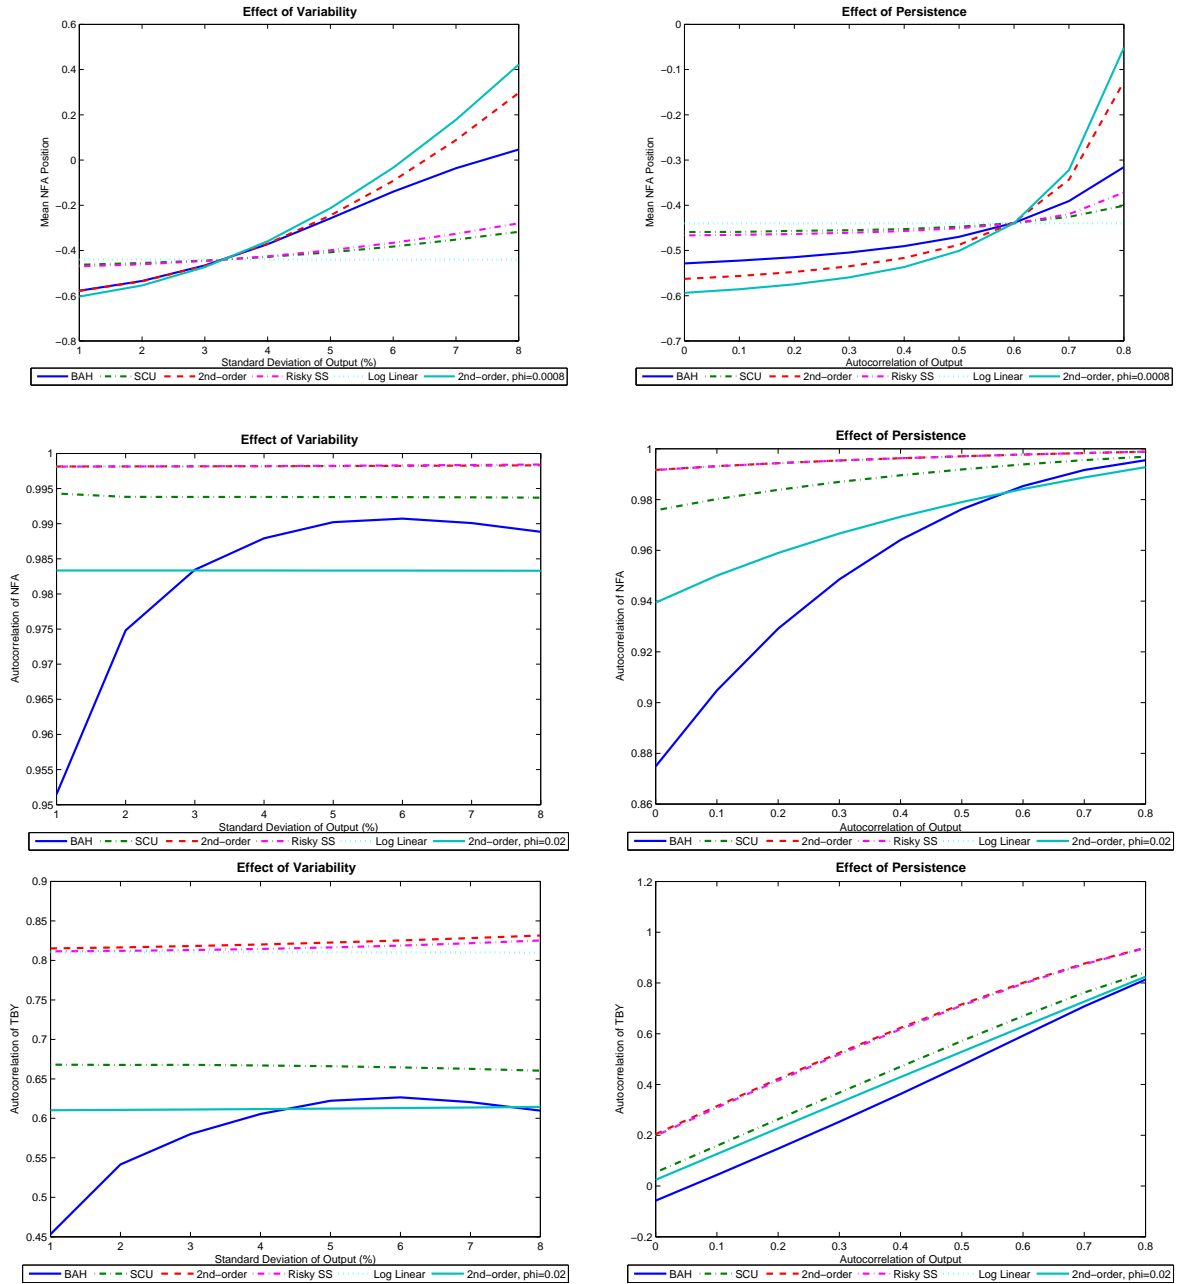 Effect of Variability
Mean NFA Position
0.6
0.4
0.2
0
−0.2
−0.4
−0.6
−0.8
1 2 3 4 5 6 7 8
Standard Deviation of Output (%)
BAH SCU 2nd−order Risky SS Log Linear 2nd−order, phi=0.0008
Effect of Persistence
Mean NFA Position
0
−0.1
−0.2
−0.3
−0.4
−0.5
−0.6
−0.7
0 0.1 0.2 0.3 0.4 0.5 0.6 0.7 0.8
Autocorrelation of Output
BAH SCU 2nd−order Risky SS Log Linear 2nd−order, phi=0.0008
Effect of Variability
Autocorrelation of NFA
1
0.995
0.99
0.985
0.98
0.975
0.97
0.965
0.96
0.955
0.95
1 2 3 4 5 6 7 8
Standard Deviation of Output (%)
BAH SCU 2nd−order Risky SS Log Linear 2nd−order, phi=0.02
Effect of Persistence
Autocorrelation of NFA
1
0.98
0.96
0.94
0.92
0.9
0.88
0.86
0 0.1 0.2 0.3 0.4 0.5 0.6 0.7 0.8
Autocorrelation of Output
BAH SCU 2nd−order Risky SS Log Linear 2nd−order, phi=0.02
Effect of Variability
Autocorrelation of TBY
0.9
0.85
0.8
0.75
0.7
0.65
0.6
0.55
0.5
0.45
1 2 3 4 5 6 7 8
Standard Deviation of Output (%)
BAH SCU 2nd−order Risky SS Log Linear 2nd−order, phi=0.02
Effect of Persistence
Autocorrelation of TBY
1.2
1
0.8
0.6
0.4
0.2
0
−0.2
0 0.1 0.2 0.3 0.4 0.5 0.6 0.7 0.8
Autocorrelation of Output
BAH SCU 2nd−order Risky SS Log Linear 2nd−order, phi=0.02